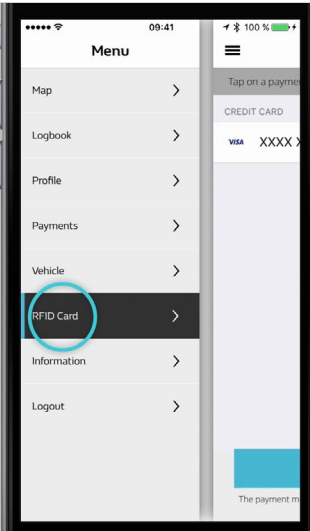 09:41
100 %
Menu
Tap on a payme
Map
CREDIT CARD
Logbook
VISA XXXX X
Profile
Payments
Vehicle
RFID Card
Information
Logout
The payment m